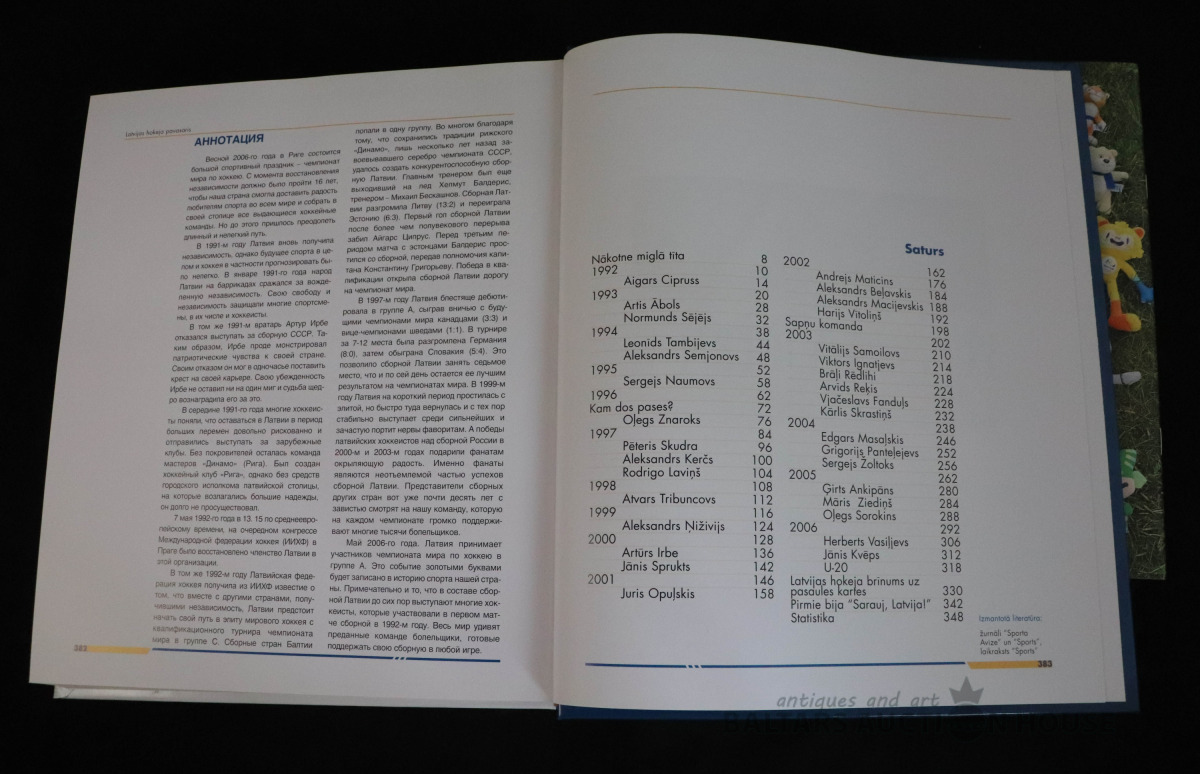 Latvijas hokeja panorāma
АННОТАЦИЯ
Весной 2006-го года в Риге состоится
большой спортивный праздник – чемпионат
мира по хоккею. С момента восстановления
независимости должно было пройти 16 лет,
чтобы наша страна смогла доставить радость
любителям спорта во всем мире и собрать в
своей столице все выдающиеся хоккейные
команды. Но до этого пришлось преодолеть
длинный и нелегкий путь.
В 1991-м году Латвия вновь получила
независимость, однако будущее спорта в це-
лом и хоккея в частности прогнозировать бы-
ло нелегко. В январе 1991-го года народ
Латвии на баррикадах сражался за вожде-
ленную независимость. Свою свободу и
независимость защищали многие спортсме-
ны, в их числе и хоккеисты.
В том же 1991-м вратарь Артур Ирбе
отказался выступать за сборную СССР. Та-
ким образом, Ирбе проде монстрировал
патриотические чувства к своей стране.
Своим отказом он мог в одночасье поставить
крест на своей карьере. Свою убежденность
Ирбе не оставил ни на один миг и судьба щед-
ро вознаградила его за это.
В середине 1991-го года многие хоккеис-
ты поняли, что оставаться в Латвии в период
больших перемен довольно рискованно и
отправились выступать за зарубежные
клубы. Без покровителей осталась команда
мастеров «Динамо» (Рига). Был создан
хоккейный клуб «Рига», однако без средств
городского исполкома латвийской столицы,
на которые возлагались большие надежды,
он долго не просуществовал.
7 мая 1992-го года в 13. 15 по среднеевро-
пейскому времени, на очередном конгрессе
Международной федерации хоккея (ИИХФ) в
Праге было восстановлено членство Латвии в
этой организации.
В том же 1992-м году Латвийская феде-
рация хоккея получила из ИИХФ известие о
том, что вместе с другими странами, полу-
чившими независимость, Латвии предстоит
начать свой путь в элиту мирового хоккея с
квалификационного турнира чемпионата
мира в группе С. Сборные стран Балтии
383
попали в одну группу. Во многом благодаря
тому, что сохранились традиции рижского
«Динамо», лишь несколько лет назад за-
воевывавшего серебро чемпионата СССР,
удалось создать конкурентоспособную сбор-
ную Латвии. Главным тренером был еще
выходивший на лед Хелмут Балдерис,
тренером – Михаил Бескашнов. Сборная Лат-
вии разгромила Литву (13:2) и переиграла
Эстонию (6:3). Первый гол сборной Латвии
после более чем полувекового перерыва
забил Айгарс Ципрус. Перед третьим пе-
риодом матча с эстонцами Балдерис прос-
тился со сборной, передав полномочия капи-
тана Константину Григорьеву. Победа в ква-
лификации открыла сборной Латвии дорогу
на чемпионат мира.
В 1997-м году Латвия блестяще дебюти-
ровала в группе А, сыграв вничью с буду-
щими чемпионами мира канадцами (3:3) и
вице-чемпионами шведами (1:1). В турнире
за 7-12 места была разгромлена Германия
(8:0), затем обыграна Словакия (5:4). Это
позволило сборной Латвии занять седьмое
место, что и по сей день остается ее лучшим
результатом на чемпионатах мира. В 1999-м
году Латвия на короткий период простилась с
элитой, но быстро туда вернулась и с тех пор
стабильно выступает среди сильнейших и
зачастую портит нервы фаворитам. А победы
латвийских хоккеистов над сборной России в
2000-м и 2003-м годах подарили фанатам
окрыляющую радость. Именно фанаты
являются неотъемлемой частью успехов
сборной Латвии. Представители сборных
других стран вот уже почти десять лет с
завистью смотрят на нашу команду, которую
на каждом чемпионате громко поддержи-
вают многие тысячи болельщиков.
Май 2006-го года. Латвия принимает
участников чемпионата мира по хоккею в
группе А. Это событие золотыми буквами
будет записано в историю спорта нашей стра-
ны. Примечательно и то, что в составе сбор-
ной Латвии до сих пор выступают многие хок-
кеисты, которые участвовали в первом мат-
че сборной в 1992-м году. Весь мир удивят
преданные команде болельщики, готовые
поддержать свою сборную в любой игре.
Saturs
Nākotne miglā tīta 8
1992 10
Aigars Cipruss 14
1993 20
Artis Ābols 28
Normunds Sējējs 32
1994 38
Leonīds Tambijevs 44
Aleksandrs Semjonovs 48
1995 52
Sergejs Naumovs 58
1996 62
Kam dos pases? 72
Oļegs Znaroks 76
1997 84
Pēteris Skudra 96
Aleksandrs Kerčs 100
Rodrigo Laviņš 104
1998 108
Atvars Tribuncovs 112
1999 116
Aleksandrs Ņiživijs 124
2000 128
Artūrs Irbe 136
Jānis Sprukts 142
2001 146
Juris Opuļskis 158
2002 162
Andrejs Maticins 176
Aleksandrs Beļavskis 184
Aleksandrs Macijevskis 188
Harijs Vītoliņš 192
Sapņu komanda 198
2003 202
Vitālijs Samoilovs 210
Viktors Ignatjevs 214
Brāļi Rēdlihi 218
Arvīds Reķis 224
Vjačeslavs Fanduļs 228
Kārlis Skrastiņš 232
2004 238
Edgars Masaļskis 246
Grigorijs Panteļejevs 252
Sergejs Žoltoks 256
2005 262
Ģirts Ankipāns 280
Māris Ziediņš 284
Oļegs Sorokins 288
2006 292
Herberts Vasiļjevs 306
Jānis Kvēps 312
U-20 318
Latvijas hokeja brīnums uz
pasaules kartes 330
Pirmie bija "Sarauj, Latvija!" 342
Statistika 348
Izmantotā literatūra:
žurnāli "Sporta
Avīze" un "Sports",
laikraksts "Sports"
383
antiques and art
BALTARS AUCTION HOUSE